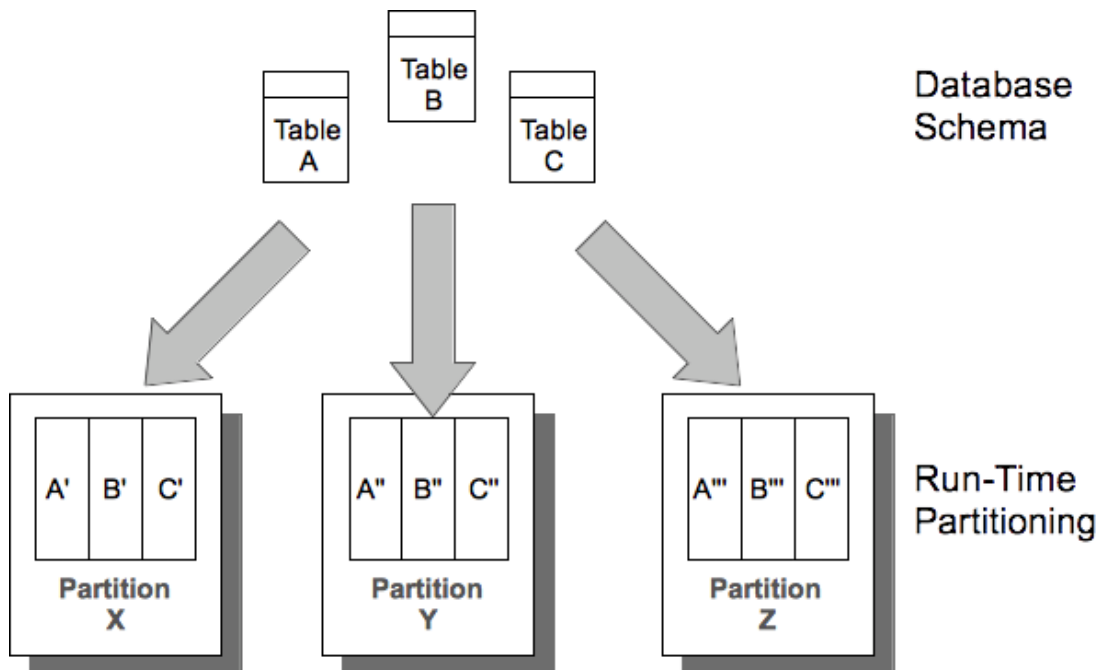 Table
B
Table
A
Table
C
Database
Schema
A' B' C'
Partition
X
A" B" C"
Partition
Y
A"' B"' C"'
Partition
Z
Run-Time
Partitioning